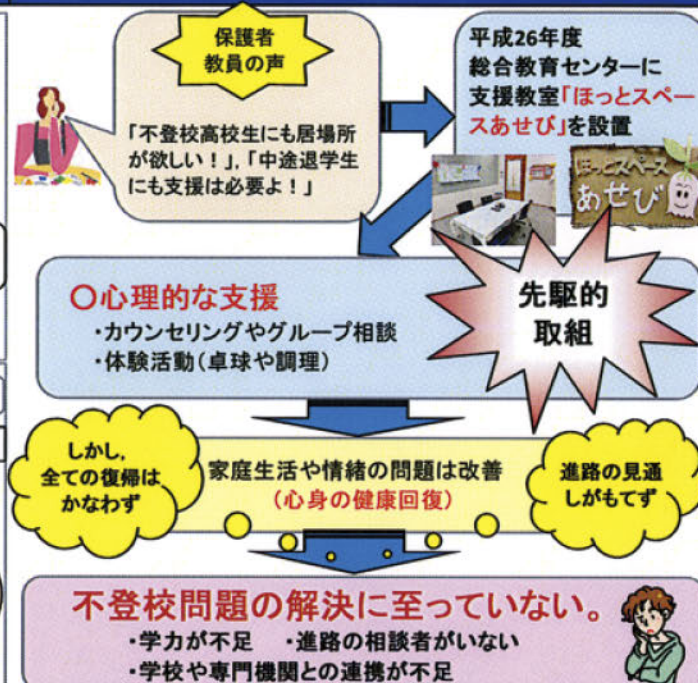 保護者
教員の声
「不登校高校生にも居場所
が欲しい！」，「中途退学生
にも支援は必要よ！」
平成26年度
総合教育センターに
支援教室「ほっとスペー
スあせび」を設置
ほっとスペース
あせび
〇心理的な支援
・カウンセリングやグループ相談
・体験活動（卓球や調理）
先駆的
取組
しかし，
全ての復帰は
かなわず
家庭生活や情緒の問題は改善
（心身の健康回復）
進路の見通
しがもてず
不登校問題の解決に至っていない。
・学力が不足　・進路の相談者がいない
・学校や専門機関との連携が不足